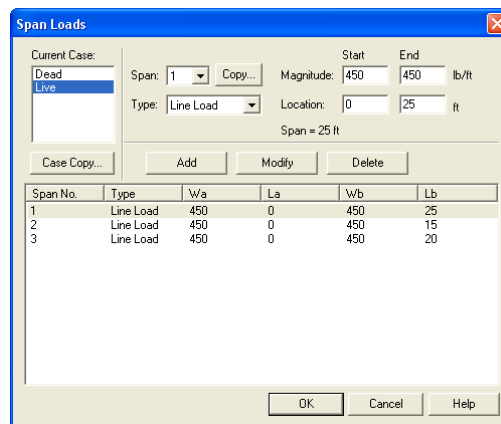 Span Loads
Current Case:
Dead
Live
Case Copy...
Span: 1 Copy...
Type: Line Load
Start End
Magnitude: 450 450 lb/ft
Location: 0 25 ft
Span = 25 ft
Add Modify Delete
Span No. Type Wa La Wb Lb
1 Line Load 450 0 450 25
2 Line Load 450 0 450 15
3 Line Load 450 0 450 20
OK Cancel Help